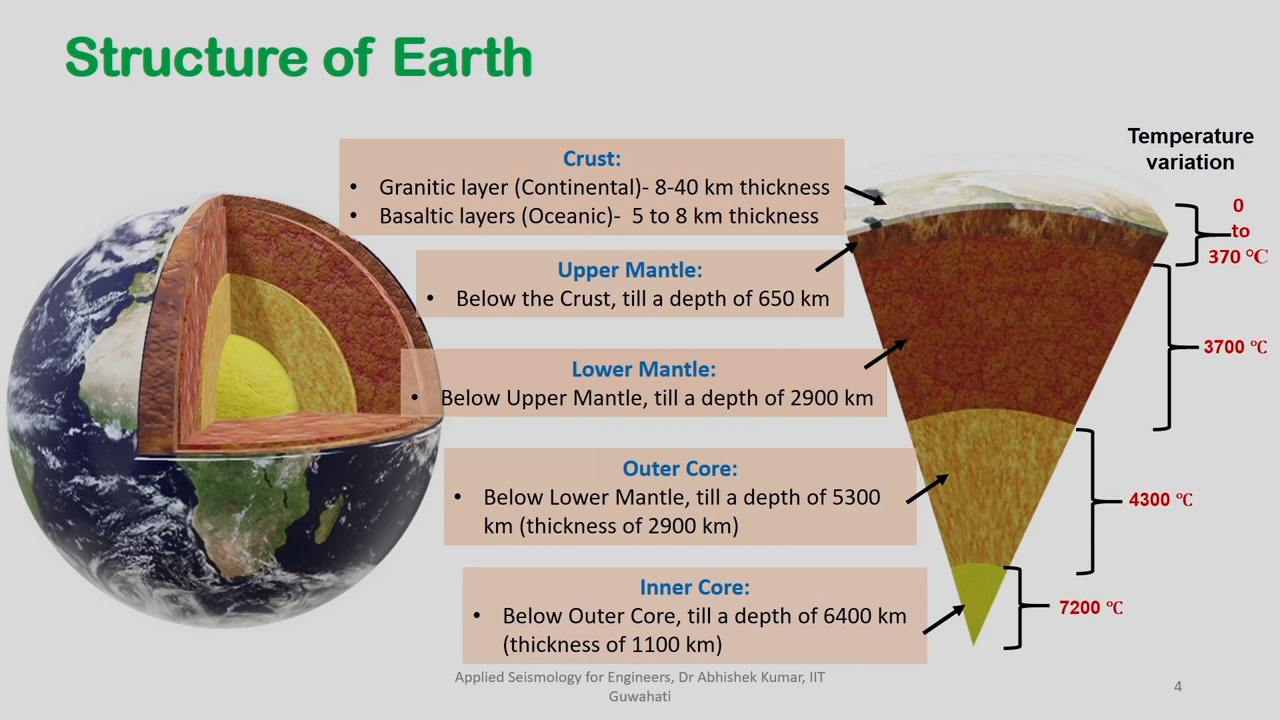 Structure of Earth
Temperature
variation
Crust:
• Granitic layer (Continental)- 8-40 km thickness
• Basaltic layers (Oceanic)- 5 to 8 km thickness
0
to
370 °C
Upper Mantle:
• Below the Crust, till a depth of 650 km
3700 °C
Lower Mantle:
• Below Upper Mantle, till a depth of 2900 km
Outer Core:
• Below Lower Mantle, till a depth of 5300
km (thickness of 2900 km)
4300 °C
Inner Core:
• Below Outer Core, till a depth of 6400 km
(thickness of 1100 km)
7200 °C
Applied Seismology for Engineers, Dr Abhishek Kumar, IIT
Guwahati
4